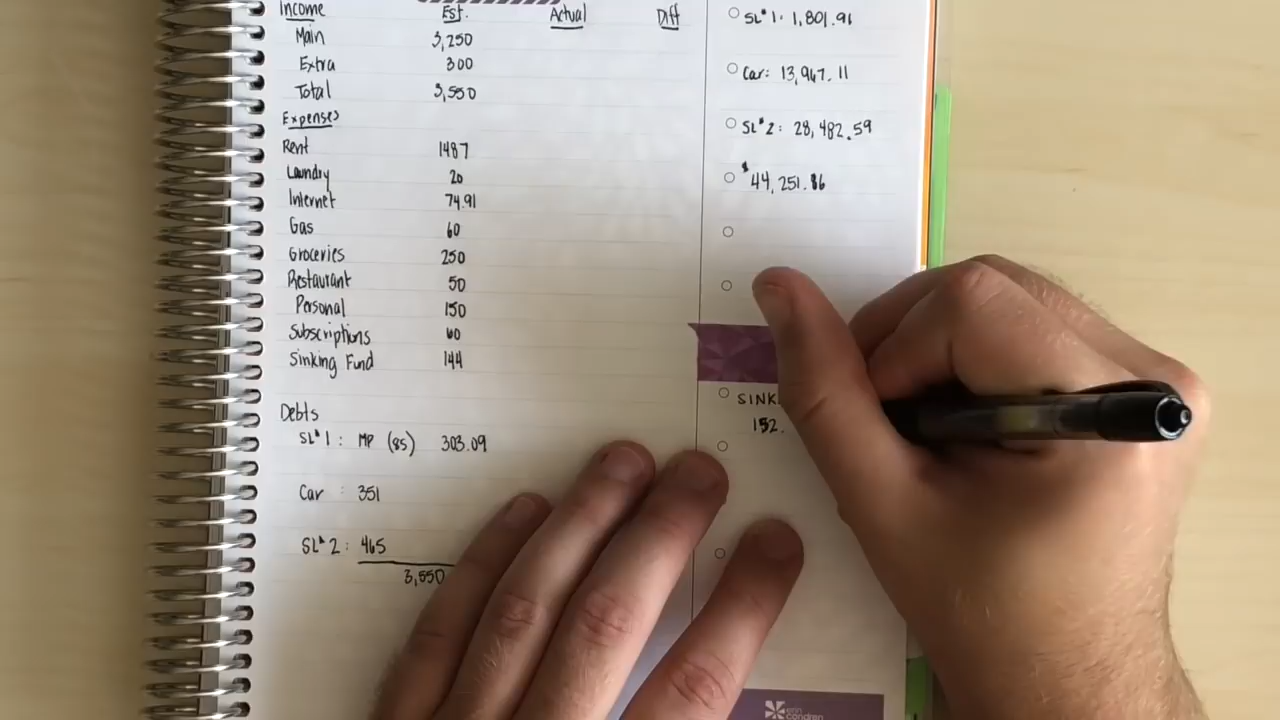 Income Est. Actual Diff
Main 3,250
Extra 300
Total 3,550
Expenses
Rent 1487
Laundry 20
Internet 74.91
Gas 60
Groceries 250
Restaurant 50
Personal 150
Subscriptions 60
Sinking Fund 144
Debts
SL#1: MP (85) 303.09
Car : 351
SL#2: 465
3,550
SL#1: 1,801.96
Car: 13,967.11
SL#2: 28,482.59
$44,251.86
SINK
152.
erin condren